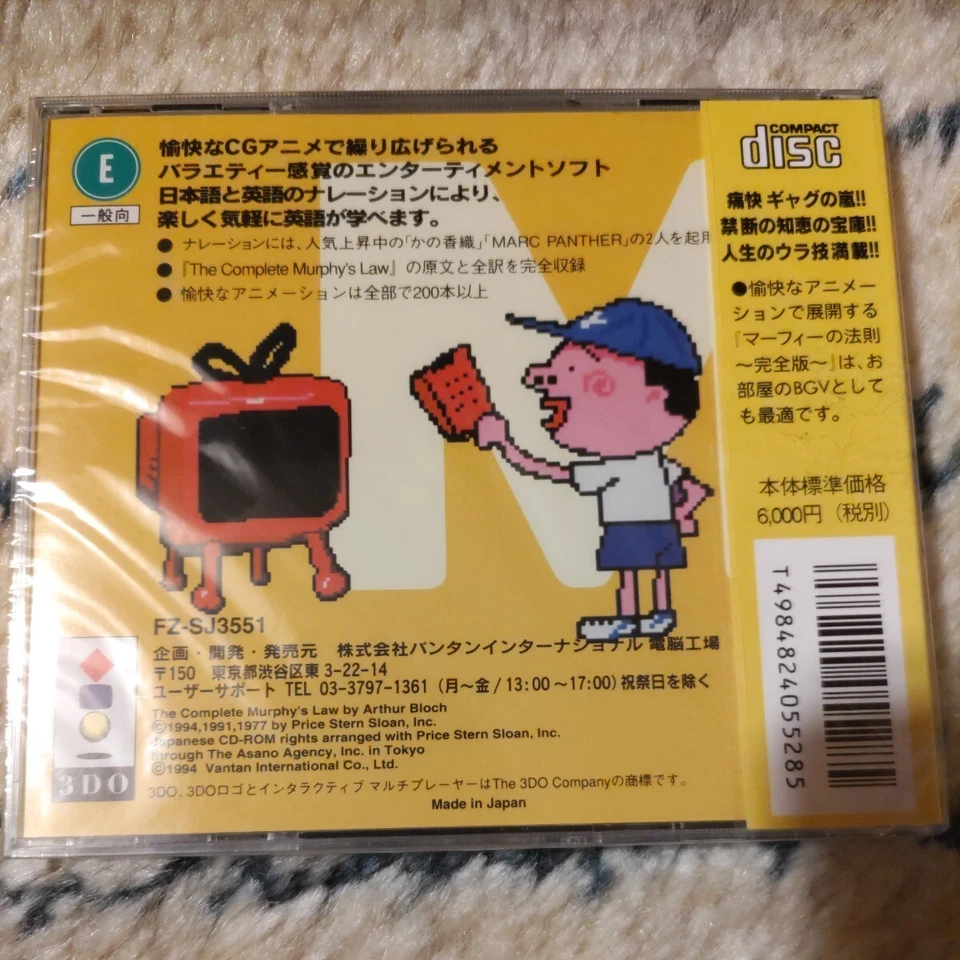 E
一般向
愉快なCGアニメで繰り広げられる
バラエティー感覚のエンターティメントソフト
日本語と英語のナレーションにより、
楽しく気軽に英語が学べます。
● ナレーションには、人気上昇中の「かの香織」「MARC PANTHER」の2人を起用
● 『The Complete Murphy's Law』の原文と全訳を完全収録
● 愉快なアニメーションは全部で200本以上
FZ-SJ3551
企画・開発・発売元 株式会社バンタンインターナショナル 電脳工場
〒150 東京都渋谷区東3-22-14
ユーザーサポート TEL 03-3797-1361 (月〜金/13:00〜17:00)祝祭日を除く
The Complete Murphy's Law by Arthur Bloch
©1994,1991,1977 by Price Stern Sloan, Inc.
Japanese CD-ROM rights arranged with Price Stern Sloan, Inc.
through The Asano Agency, Inc. in Tokyo
©1994 Vantan International Co., Ltd.
3DO、3DOロゴとインタラクティブ マルチプレーヤーはThe 3DO Companyの商標です。
Made in Japan
3DO
COMPACT
disc
痛快 ギャグの嵐!!
禁断の知恵の宝庫!!
人生のウラ技満載!!
●愉快なアニメー
ションで展開する
『マーフィーの法則
〜完全版〜』は、お
部屋のBGVとして
も最適です。
本体標準価格
6,000円(税別)
T4984824055285